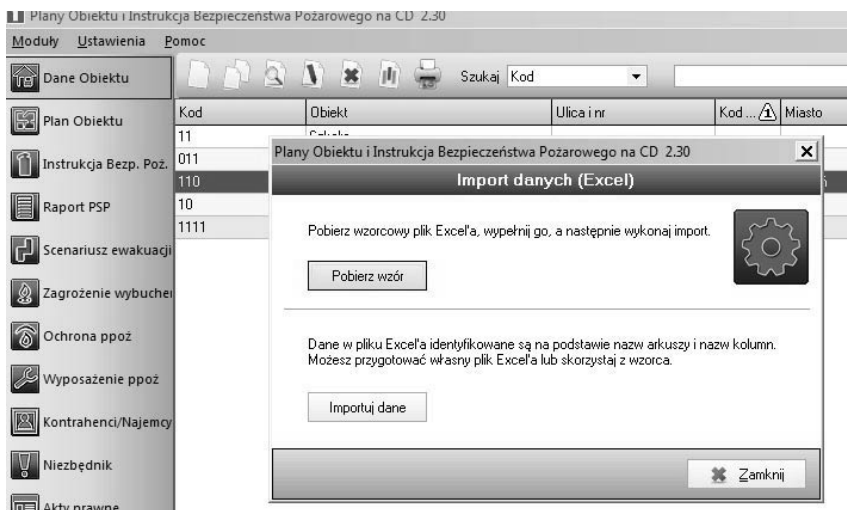 Plany Obiektu i Instrukcja Bezpieczeństwa Pożarowego na CD 2.30
Moduły Ustawienia Pomoc
Dane Obiektu
Szukaj Kod
Plan Obiektu
Instrukcja Bezp. Poż.
Raport PSP
Scenariusz ewakuacji
Zagrożenie wybuche
Ochrona ppoż
Wyposażenie ppoż
Kontrahenci/Najemcy
Niezbędnik
Akty prawne
Kod Obiekt Ulica i nr Kod ... 1 Miasto
11 Szkoła
011
110
10
1111
Plany Obiektu i Instrukcja Bezpieczeństwa Pożarowego na CD 2.30
Import danych (Excel)
Pobierz wzorcowy plik Excel'a, wypełnij go, a następnie wykonaj import.
Pobierz wzór
Dane w pliku Excel'a identyfikowane są na podstawie nazw arkuszy i nazw kolumn.
Możesz przygotować własny plik Excel'a lub skorzystaj z wzorca.
Importuj dane
Zamknij